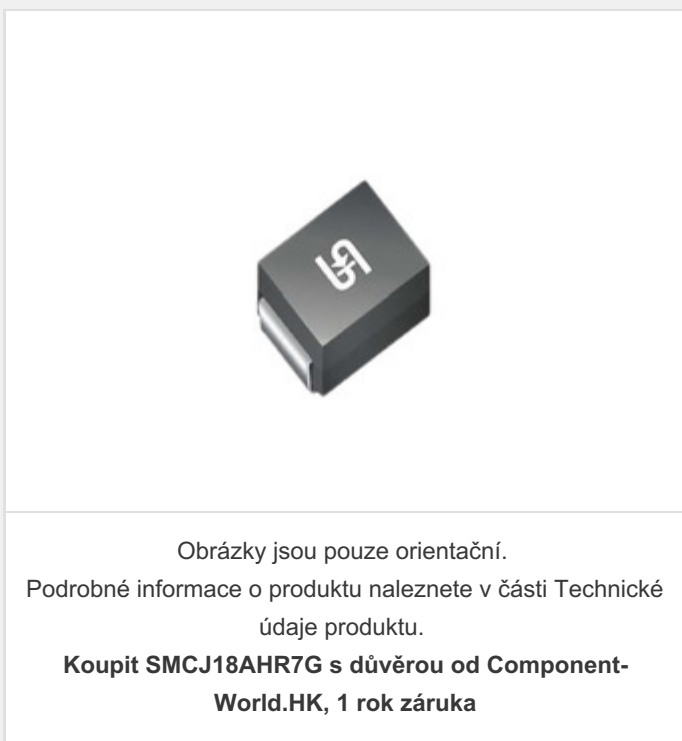 Obrázky jsou pouze orientační.
Podrobné informace o produktu naleznete v části Technické
údaje produktu.
Koupit SMCJ18AHR7G s důvěrou od Component-
World.HK, 1 rok záruka